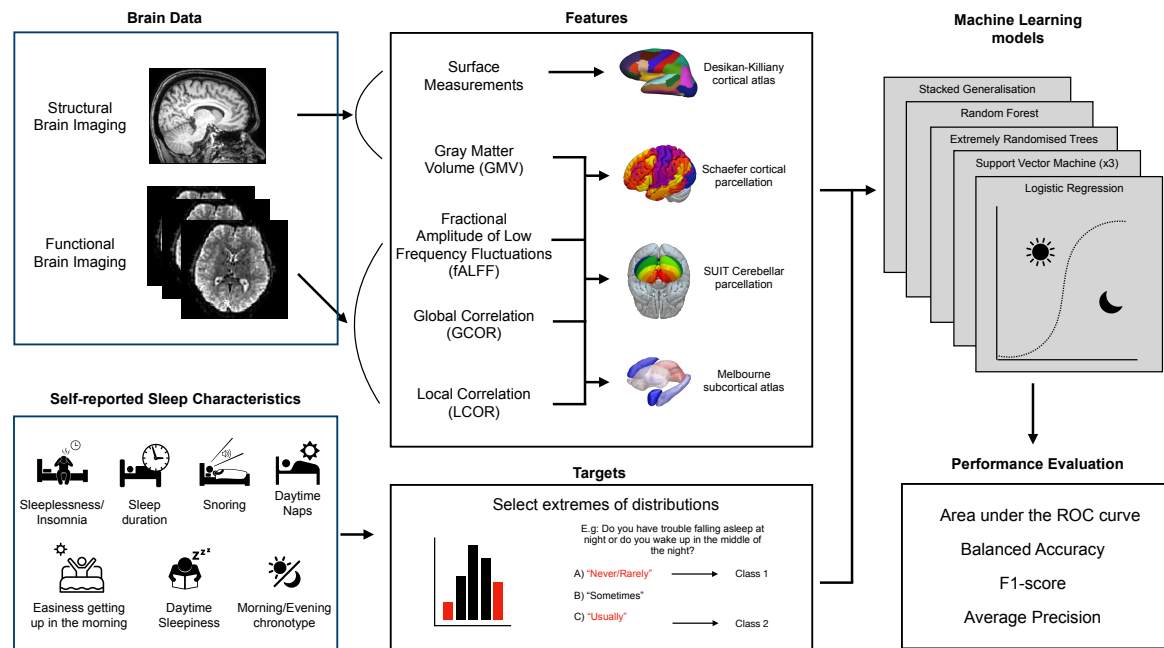 Brain Data
Structural
Brain Imaging
Functional
Brain Imaging
Self-reported Sleep Characteristics
Sleeplessness/
Insomnia
Sleep
duration
Snoring
Daytime
Naps
Easiness getting
up in the morning
zzz
Daytime
Sleepiness
Morning/Evening
chronotype
Features
Surface
Measurements
Gray Matter
Volume (GMV)
Fractional
Amplitude of Low
Frequency Fluctuations
(fALFF)
Global Correlation
(GCOR)
Local Correlation
(LCOR)
Desikan-Killiany
cortical atlas
Schaefer cortical
parcellation
SUIT Cerebellar
parcellation
Melbourne
subcortical atlas
Targets
Select extremes of distributions
E.g: Do you have trouble falling asleep at
night or do you wake up in the middle of
the night?
A) “Never/Rarely” Class 1
B) “Sometimes”
C) “Usually” Class 2
Machine Learning
models
Stacked Generalisation
Random Forest
Extremely Randomised Trees
Support Vector Machine (x3)
Logistic Regression
Performance Evaluation
Area under the ROC curve
Balanced Accuracy
F1-score
Average Precision